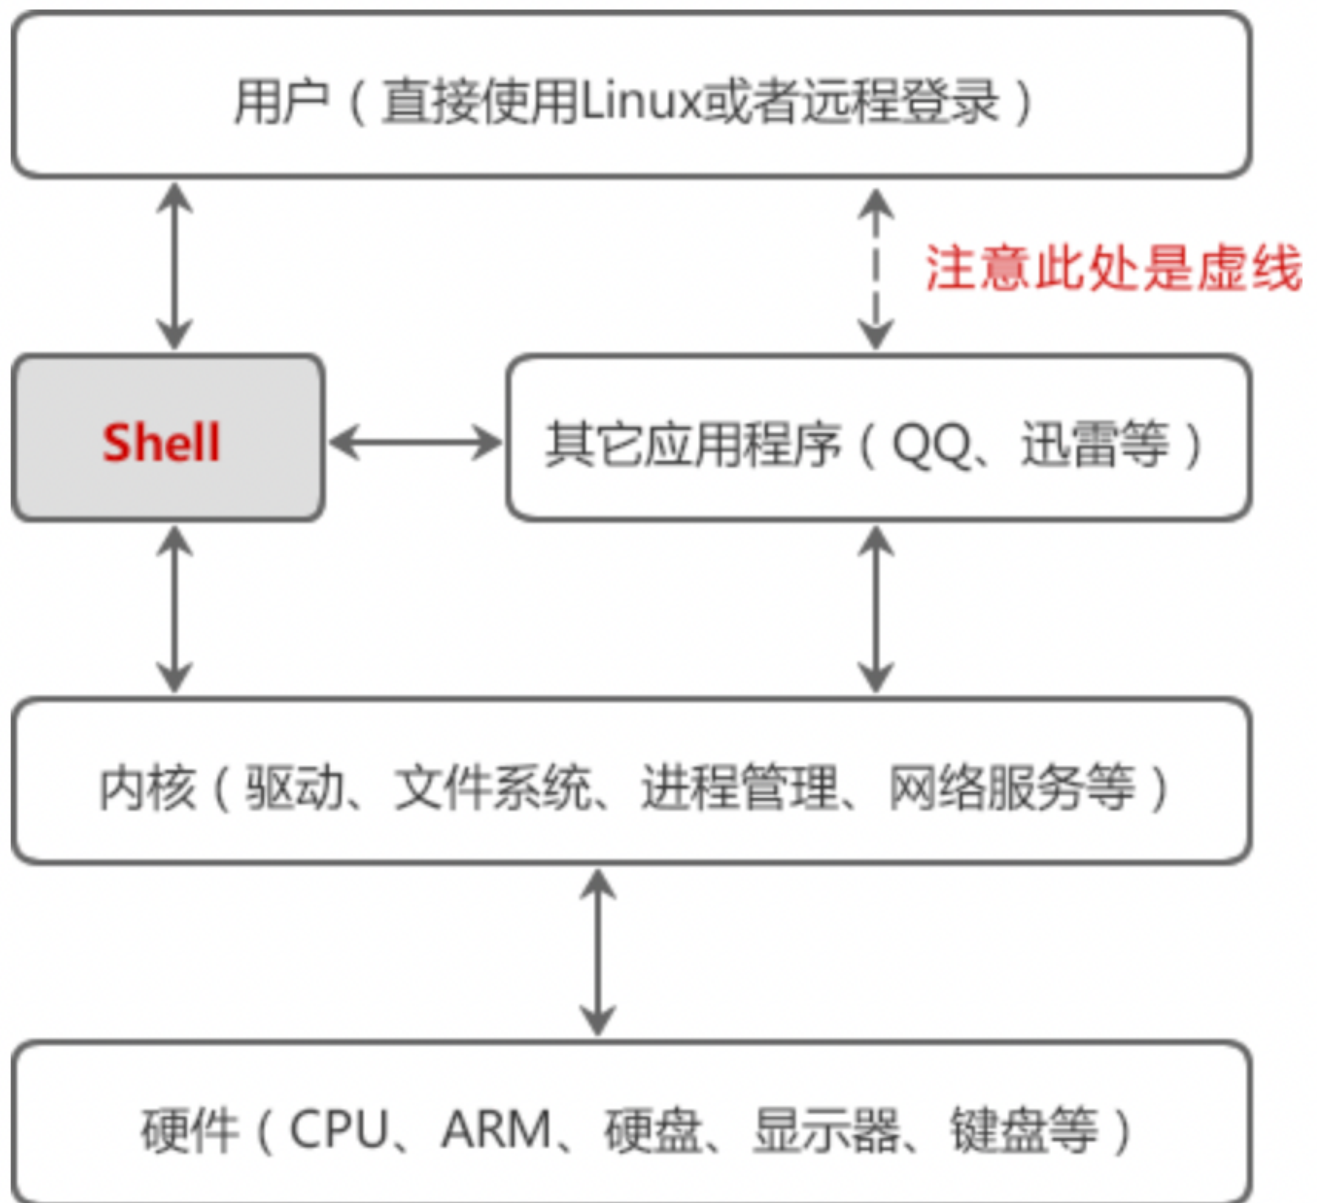 用户（直接使用Linux或者远程登录）
注意此处是虚线
Shell
其它应用程序（QQ、迅雷等）
内核（驱动、文件系统、进程管理、网络服务等）
硬件（CPU、ARM、硬盘、显示器、键盘等）